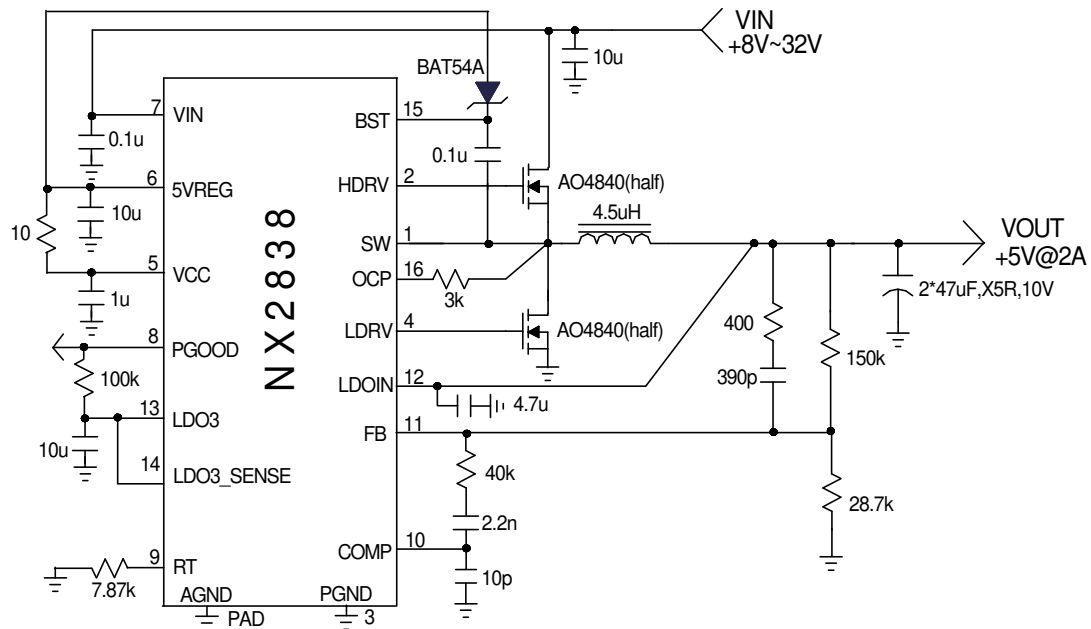 VIN
+8V~32V
10u
BAT54A
7
VIN
15
BST
0.1u
0.1u
6
5VREG
2
HDRV
AO4840(half)
10u
4.5uH
10
1
SW
VOUT
+5V@2A
5
VCC
16
OCP
3k
2*47uF,X5R,10V
1u
NX2838
4
LDRV
AO4840(half)
400
8
PGOOD
150k
100k
12
LDOIN
390p
4.7u
13
LDO3
11
FB
10u
14
LDO3_SENSE
40k
28.7k
2.2n
10
COMP
9
RT
7.87k
10p
AGND
PGND
PAD
3